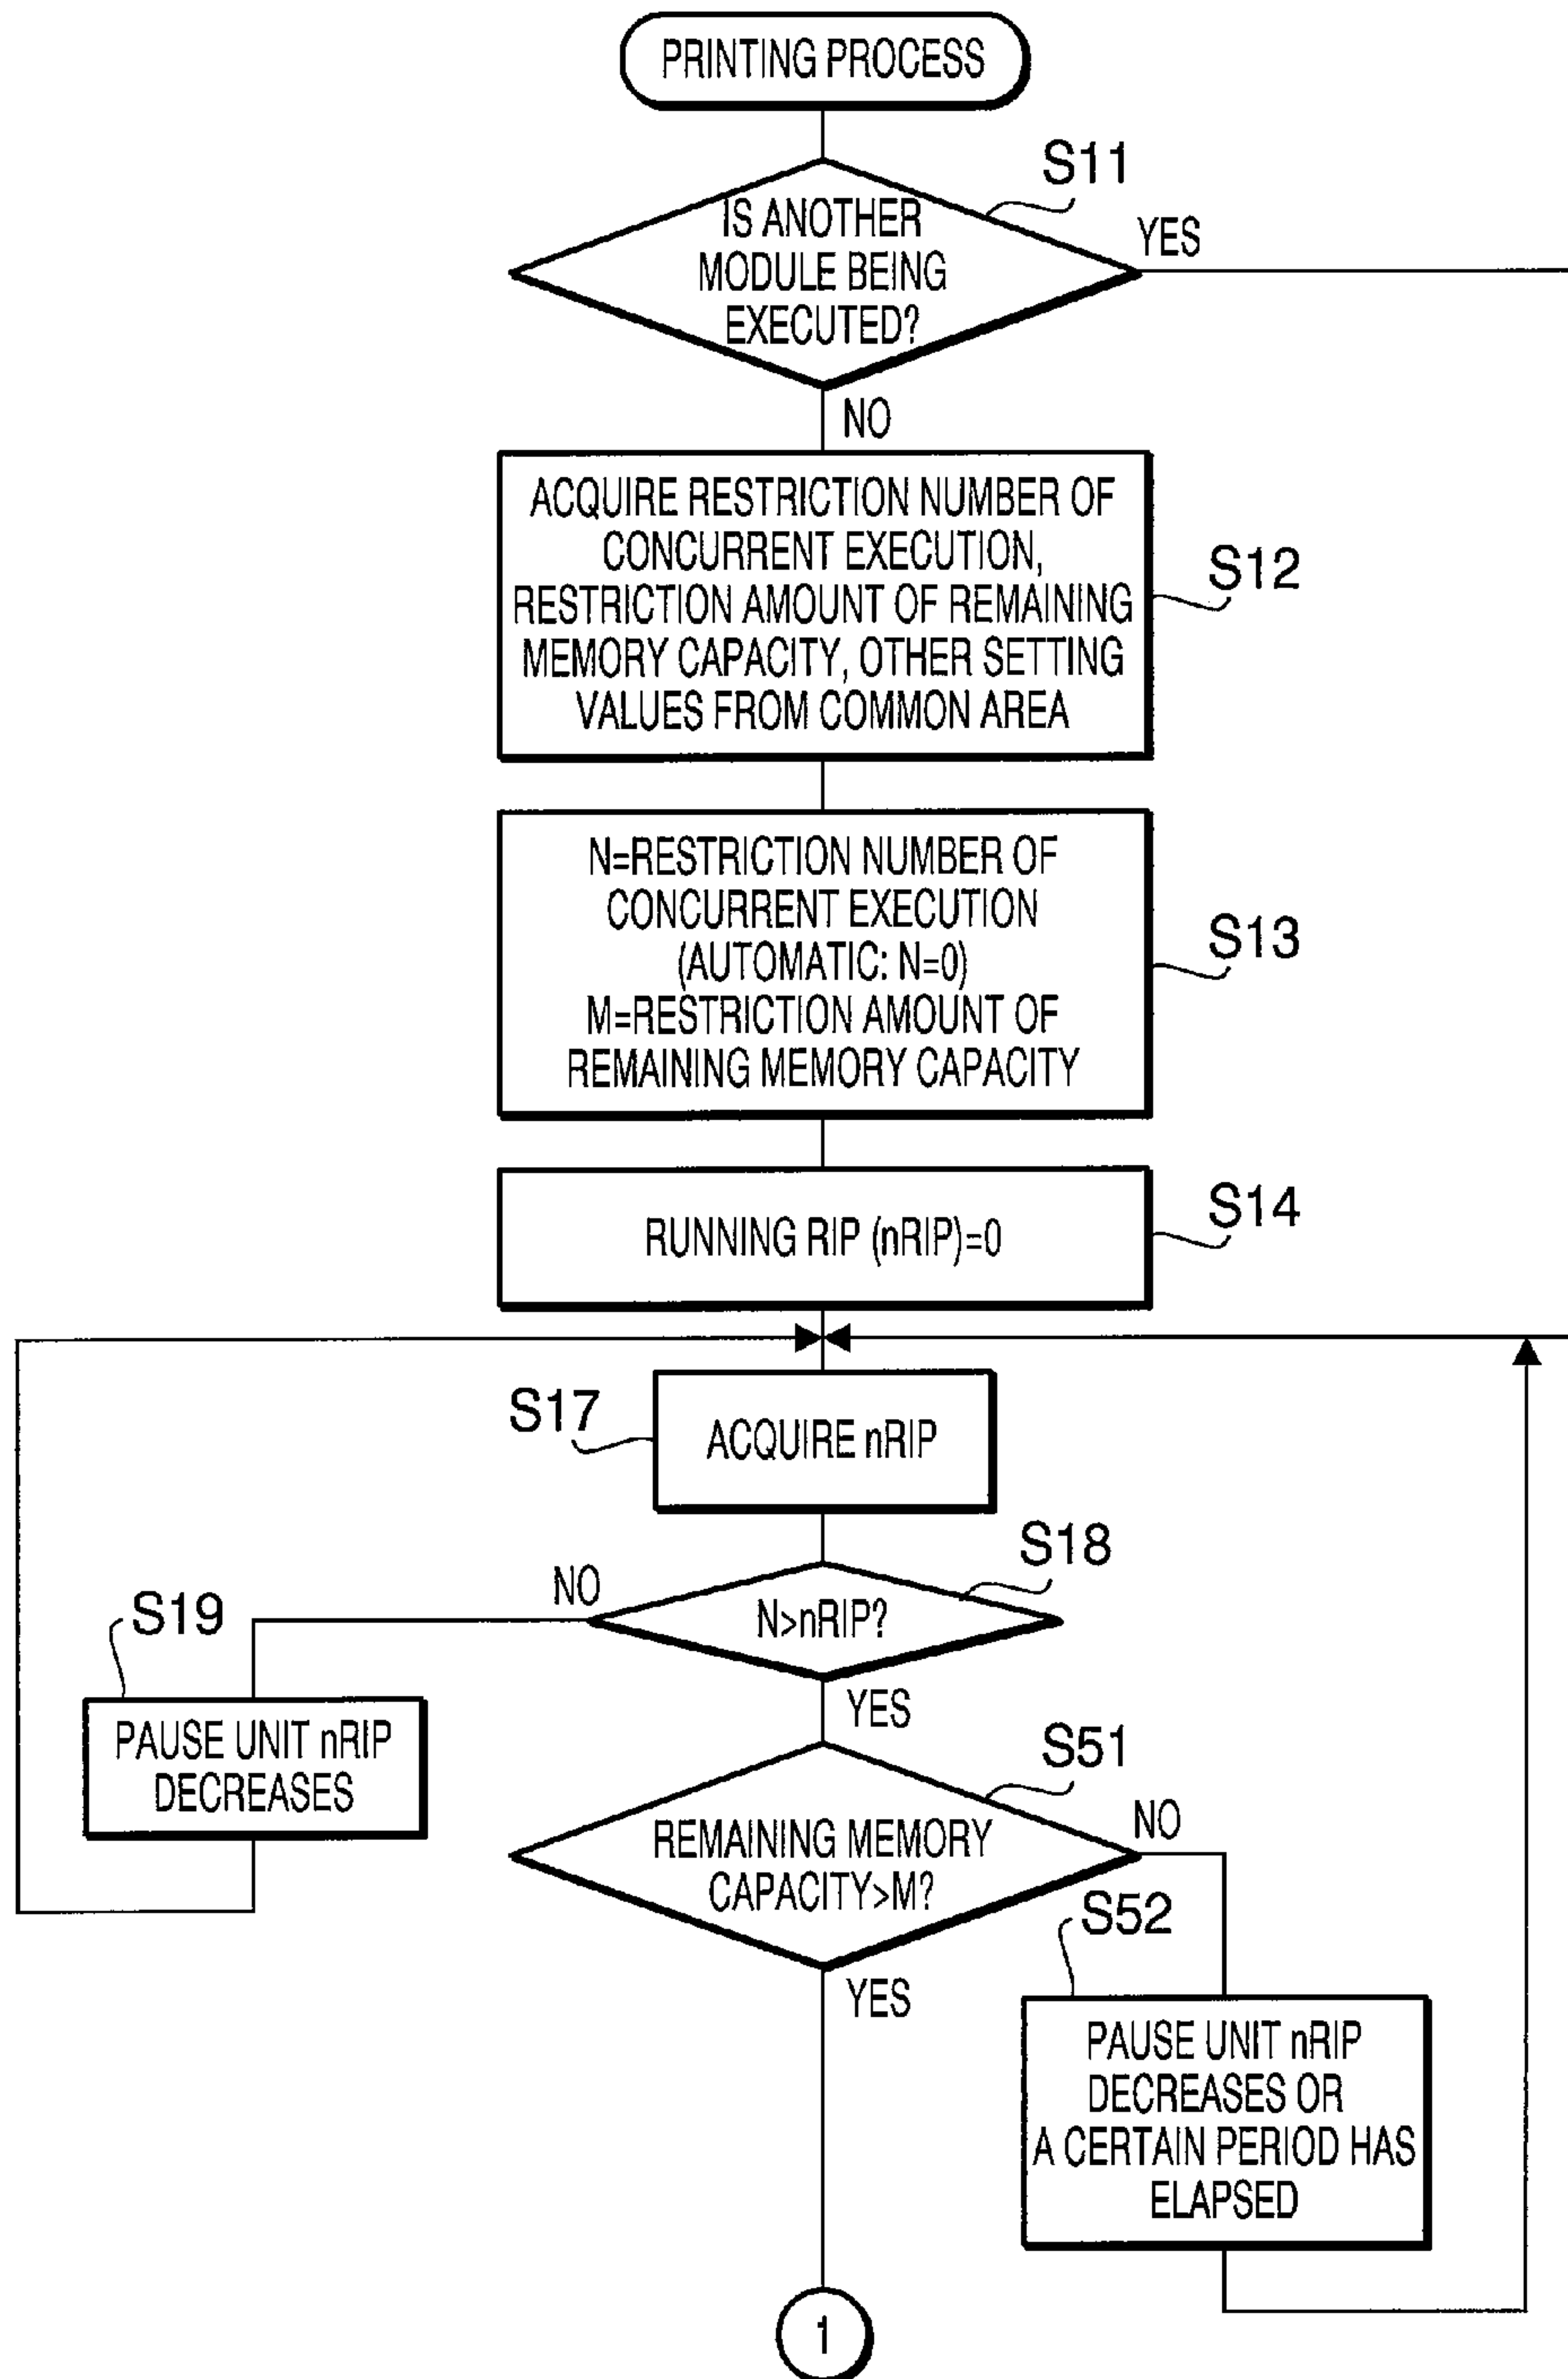 PRINTING PROCESS
S11
IS ANOTHER
MODULE BEING
EXECUTED?
YES
NO
ACQUIRE RESTRICTION NUMBER OF
CONCURRENT EXECUTION,
RESTRICTION AMOUNT OF REMAINING
MEMORY CAPACITY, OTHER SETTING
VALUES FROM COMMON AREA
S12
N=RESTRICTION NUMBER OF
CONCURRENT EXECUTION
(AUTOMATIC: N=0)
M=RESTRICTION AMOUNT OF
REMAINING MEMORY CAPACITY
S13
RUNNING RIP (nRIP)=0
S14
S17
ACQUIRE nRIP
S18
N>nRIP?
NO
YES
S19
PAUSE UNIT nRIP
DECREASES
S51
REMAINING MEMORY
CAPACITY>M?
NO
YES
S52
PAUSE UNIT nRIP
DECREASES OR
A CERTAIN PERIOD HAS
ELAPSED
1